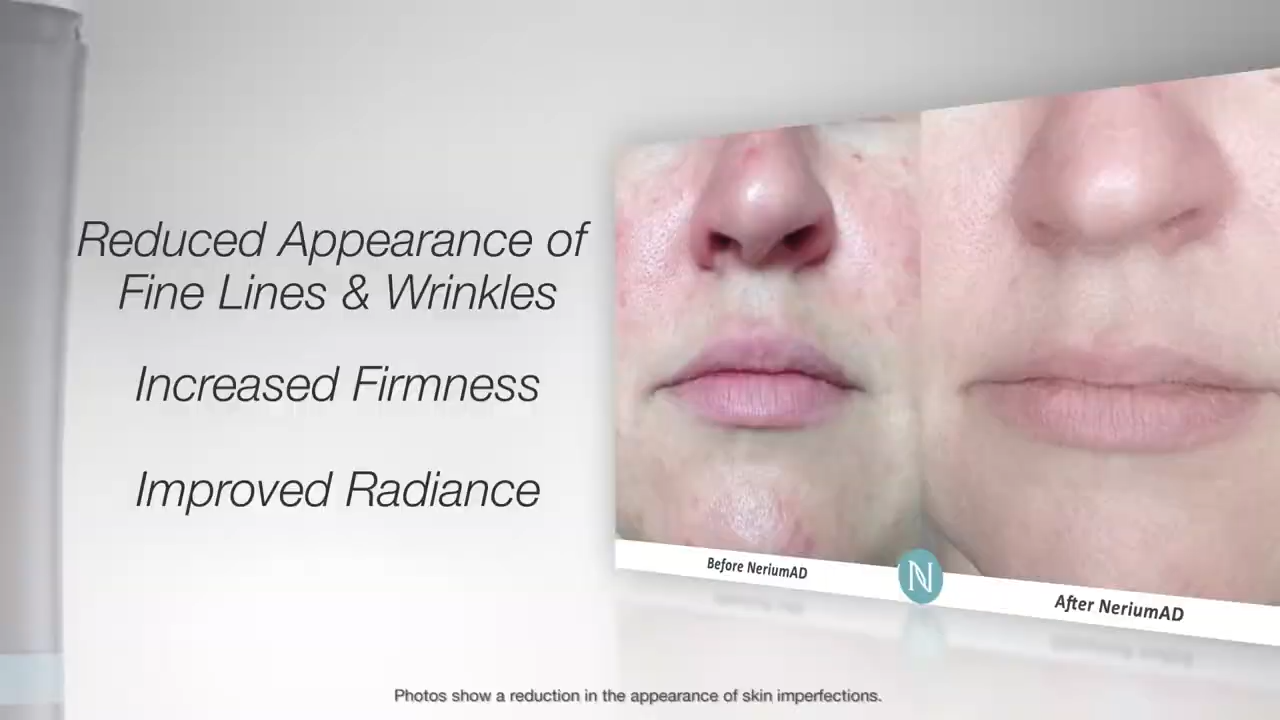 Reduced Appearance of
Fine Lines & Wrinkles
Increased Firmness
Improved Radiance
Before NeriumAD
N
After NeriumAD
Photos show a reduction in the appearance of skin imperfections.